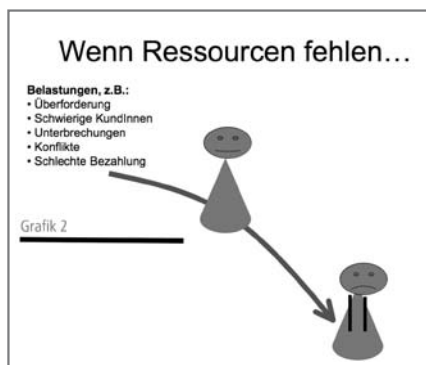 Wenn Ressourcen fehlen…
Belastungen, z.B.:
• Überforderung
• Schwierige KundInnen
• Unterbrechungen
• Konflikte
• Schlechte Bezahlung
Grafik 2